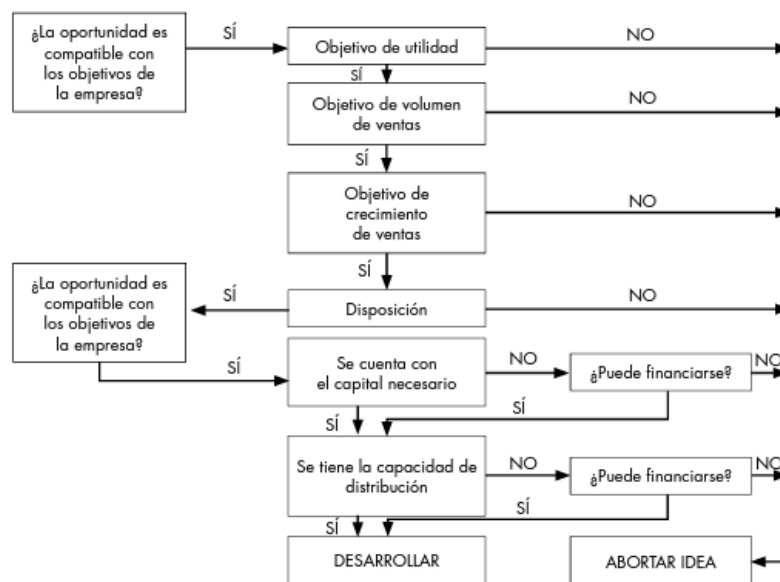 ¿La oportunidad es
compatible con
los objetivos de
la empresa?
SÍ
Objetivo de utilidad
NO
SÍ
Objetivo de volumen
de ventas
NO
SÍ
Objetivo de
crecimiento
de ventas
NO
SÍ
¿La oportunidad es
compatible con
los objetivos de
la empresa?
SÍ
Disposición
NO
SÍ
Se cuenta con
el capital necesario
NO
¿Puede financiarse?
NO
SÍ
SÍ
Se tiene la capacidad de
distribución
NO
¿Puede financiarse?
NO
SÍ
SÍ
DESARROLLAR
ABORTAR IDEA